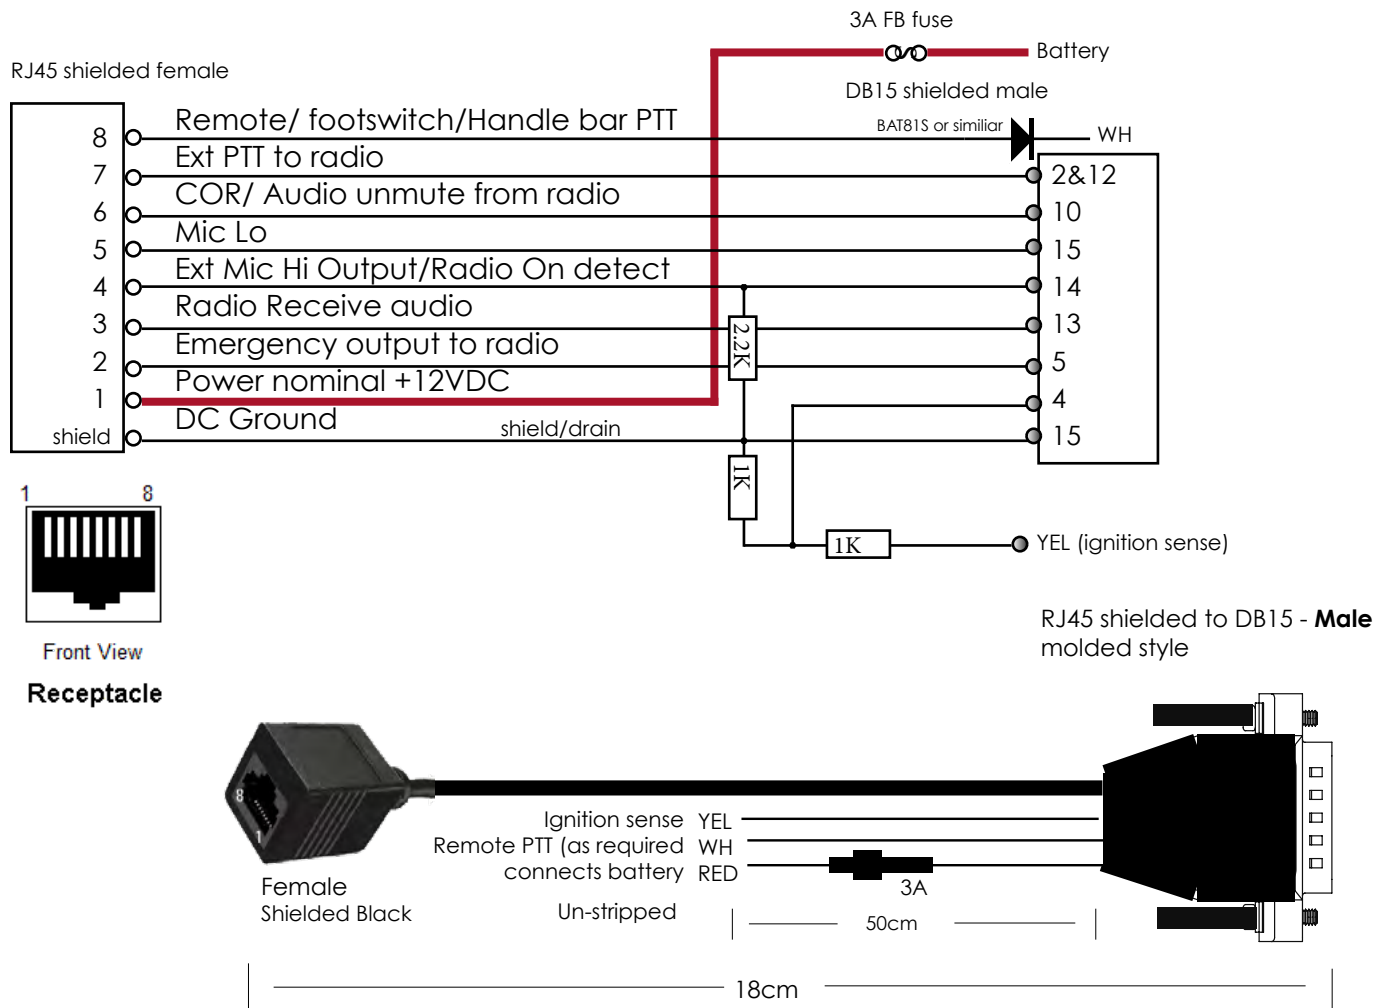 3A FB fuse
Battery
RJ45 shielded female
DB15 shielded male
8 Remote/ footswitch/Handle bar PTT BAT81S or similiar WH
7 Ext PTT to radio 2&12
6 COR/ Audio unmute from radio 10
5 Mic Lo 15
4 Ext Mic Hi Output/Radio On detect 14
3 Radio Receive audio 13
2.2K
2 Emergency output to radio 5
1 Power nominal +12VDC 4
shield DC Ground shield/drain 15
1K
1K YEL (ignition sense)
1 8
Front View
Receptacle
RJ45 shielded to DB15 - Male
molded style
8
1
Ignition sense YEL
Remote PTT (as required WH
connects battery RED
3A
Female
Shielded Black
Un-stripped
50cm
18cm